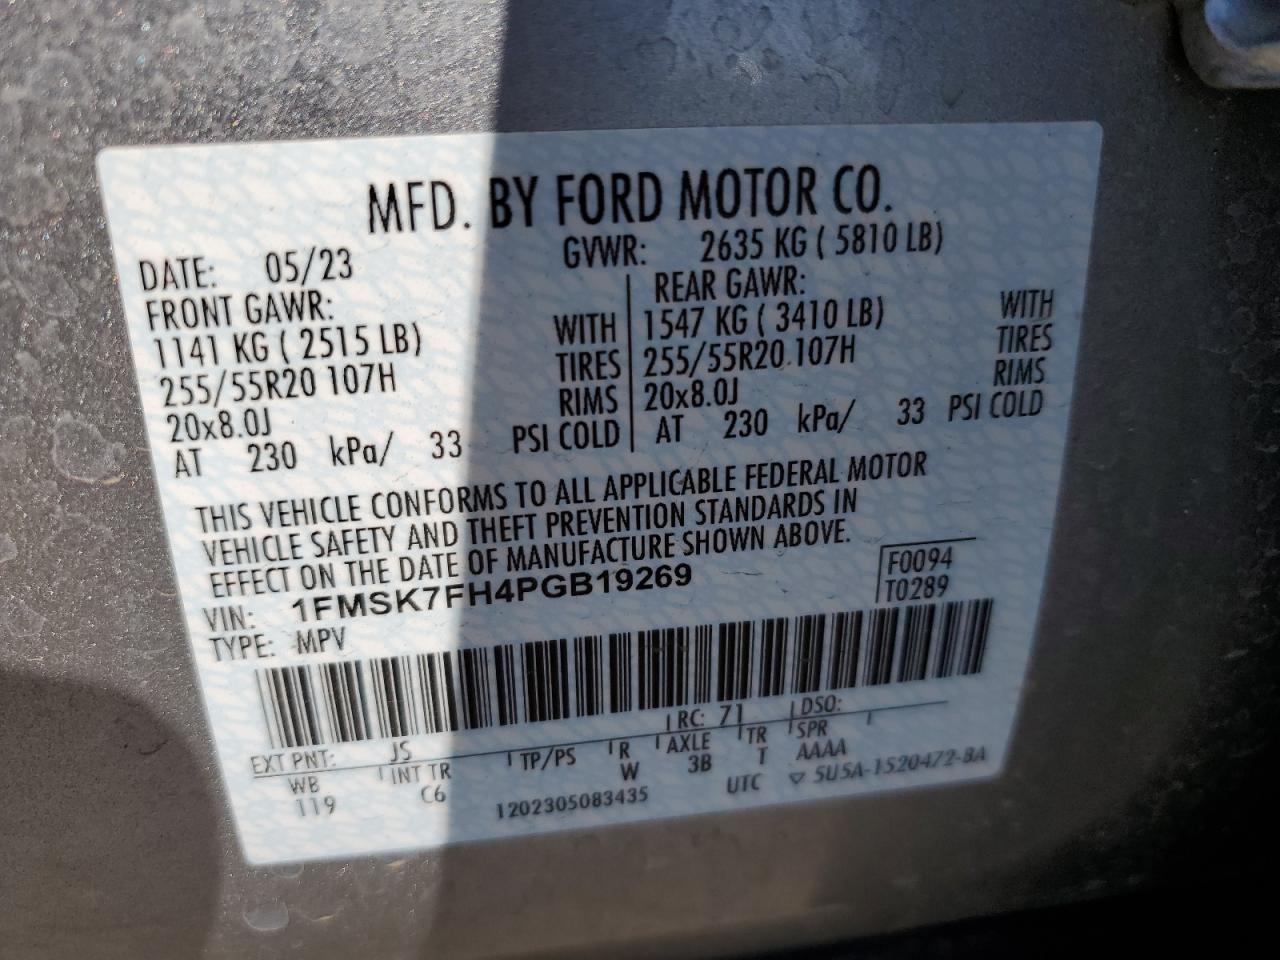 MFD. BY FORD MOTOR CO.
DATE: 05/23 GVWR: 2635 KG ( 5810 LB)
FRONT GAWR: REAR GAWR:
1141 KG ( 2515 LB) WITH 1547 KG ( 3410 LB) WITH
255/55R20 107H TIRES 255/55R20 107H TIRES
20x8.0J RIMS 20x8.0J RIMS
AT 230 kPa/ 33 PSI COLD AT 230 kPa/ 33 PSI COLD
THIS VEHICLE CONFORMS TO ALL APPLICABLE FEDERAL MOTOR
VEHICLE SAFETY AND THEFT PREVENTION STANDARDS IN
EFFECT ON THE DATE OF MANUFACTURE SHOWN ABOVE.
VIN: 1FMSK7FH4PGB19269 F0094
TYPE: MPV T0289
EXT PNT: JS RC: 71 DSO:
WB INT TR TP/PS R AXLE TR SPR
119 C6 W 3B T AAAA
1202305083435 UTC ▽ 5U5A-1520472-BA